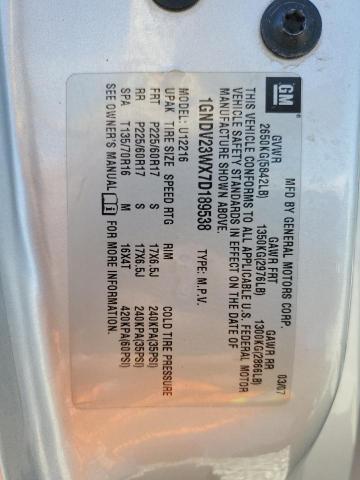 GM
MFD BY GENERAL MOTORS CORP. 03/07
GVWR GAWR FRT GAWR RR
2650KG(5842LB) 1350KG(2976LB) 1300KG(2866LB)
THIS VEHICLE CONFORMS TO ALL APPLICABLE U.S. FEDERAL MOTOR
VEHICLE SAFETY STANDARDS IN EFFECT ON THE DATE OF
MANUFACTURE SHOWN ABOVE.
1GNDV23WX7D189538 TYPE: M.P.V.
MODEL: U12216
UPAK TIRE SIZE SPEED RTG RIM COLD TIRE PRESSURE
FRT P225/60R17 S 17X6.5J 240KPA(35PSI)
RR P225/60R17 S 17X6.5J 240KPA(35PSI)
SPA T135/70R16 M 16X4T 420KPA(60PSI)
SEE OWNER'S MANUAL FOR MORE INFORMATION.